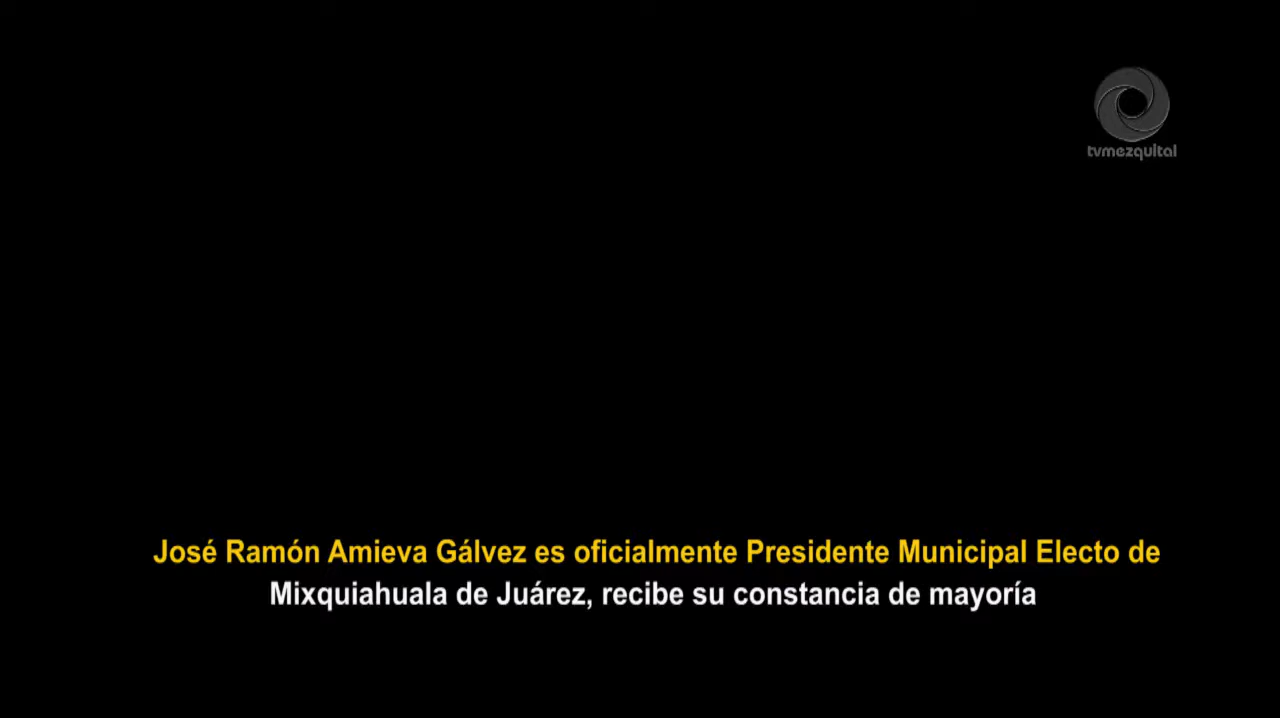 tvmezquital
José Ramón Amieva Gálvez es oficialmente Presidente Municipal Electo de
Mixquiahuala de Juárez, recibe su constancia de mayoría